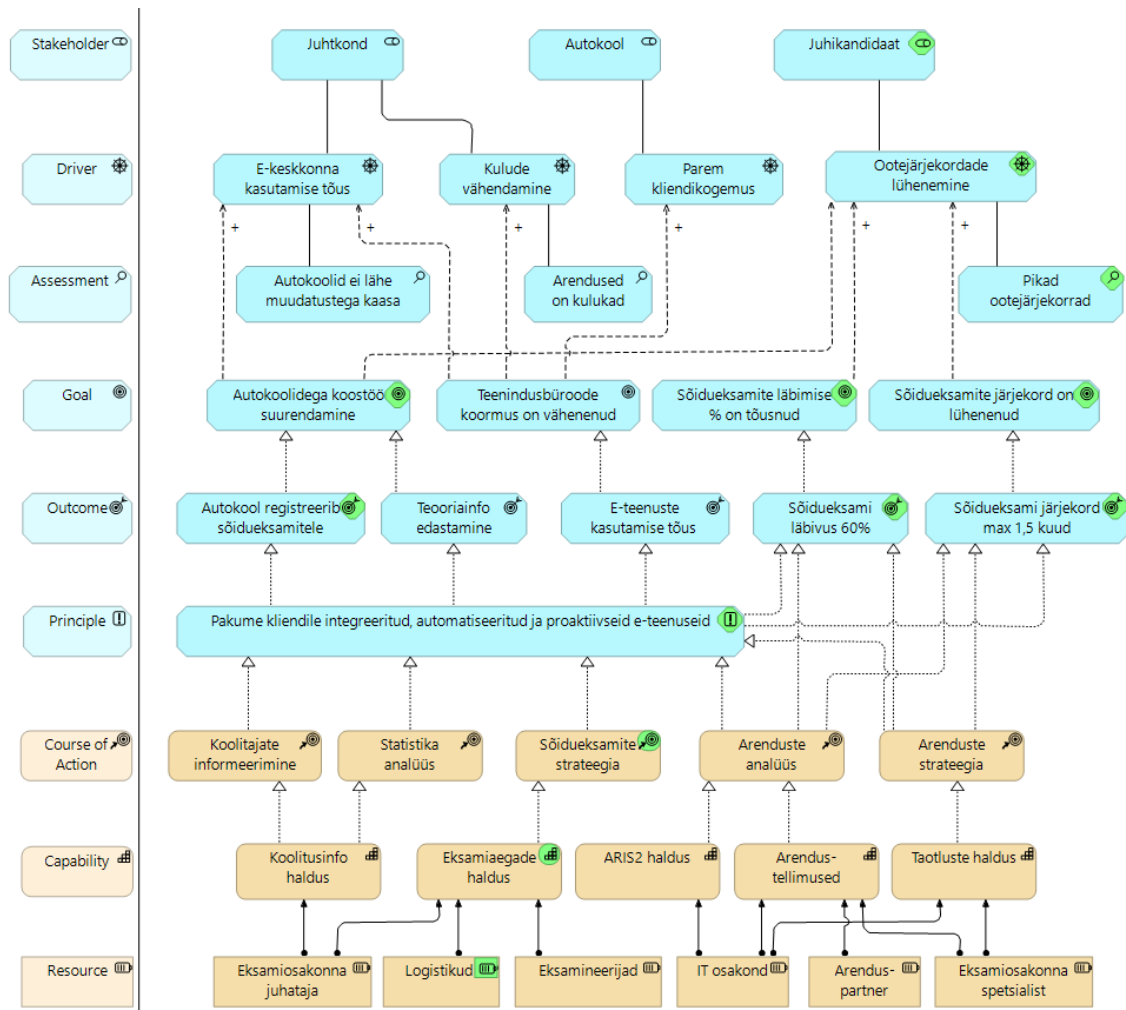 Stakeholder
Juhtkond
Autokool
Juhikandidaat
Driver
E-keskkonna
kasutamise tõus
Kulude
vähendamine
Parem
kliendikogemus
Ootejärjekordade
lühenemine
+
+
+
+
+
+
Assessment
Autokoolid ei lähe
muudatustega kaasa
Arendused
on kulukad
Pikad
ootejärjekorrad
Goal
Autokoolidega koostöö
suurendamine
Teenindusbüroode
koormus on vähenenud
Sõidueksamite läbimise
% on tõusnud
Sõidueksamite järjekord on
lühenenud
Outcome
Autokool registreerib
sõidueksamitele
Teooriainfo
edastamine
E-teenuste
kasutamise tõus
Sõidueksami
läbivus 60%
Sõidueksami järjekord
max 1,5 kuud
Principle
Pakume kliendile integreeritud, automatiseeritud ja proaktiivseid e-teenuseid
Course of
Action
Koolitajate
informeerimine
Statistika
analüüs
Sõidueksamite
strateegia
Arenduste
analüüs
Arenduste
strateegia
Capability
Koolitusinfo
haldus
Eksamiaegade
haldus
ARIS2 haldus
Arendus-
tellimused
Taotluste haldus
Resource
Eksamiosakonna
juhataja
Logistikud
Eksamineerijad
IT osakond
Arendus-
partner
Eksamiosakonna
spetsialist